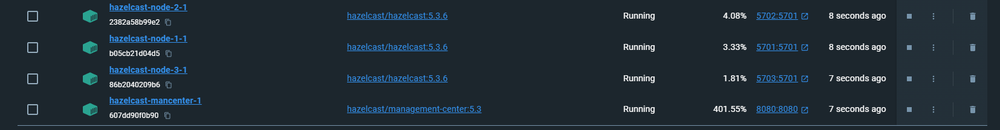 hazelcast-node-2-1
2382a58b99e2
hazelcast/hazelcast:5.3.6 Running 4.08% 5702:5701 8 seconds ago
hazelcast-node-1-1
b05cb21d04d5
hazelcast/hazelcast:5.3.6 Running 3.33% 5701:5701 8 seconds ago
hazelcast-node-3-1
86b2040209b6
hazelcast/hazelcast:5.3.6 Running 1.81% 5703:5701 7 seconds ago
hazelcast-mancenter-1
607dd90f0b90
hazelcast/management-center:5.3 Running 401.55% 8080:8080 7 seconds ago